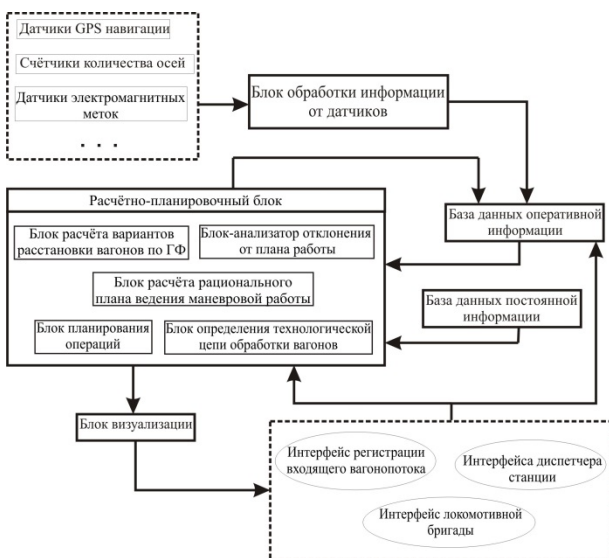 Датчики GPS навигации
Счётчики количества осей
Датчики электромагнитных
меток
. . .
Блок обработки информации
от датчиков
Расчётно-планировочный блок
Блок расчёта вариантов
расстановки вагонов по ГФ
Блок-анализатор отклонения
от плана работы
Блок расчёта рационального
плана ведения маневровой работы
Блок планирования
операций
Блок определения технологической
цепи обработки вагонов
База данных оперативной
информации
База данных постоянной
информации
Блок визуализации
Интерфейс регистрации
входящего вагонопотока
Интерфейса диспетчера
станции
Интерфейс локомотивной
бригады